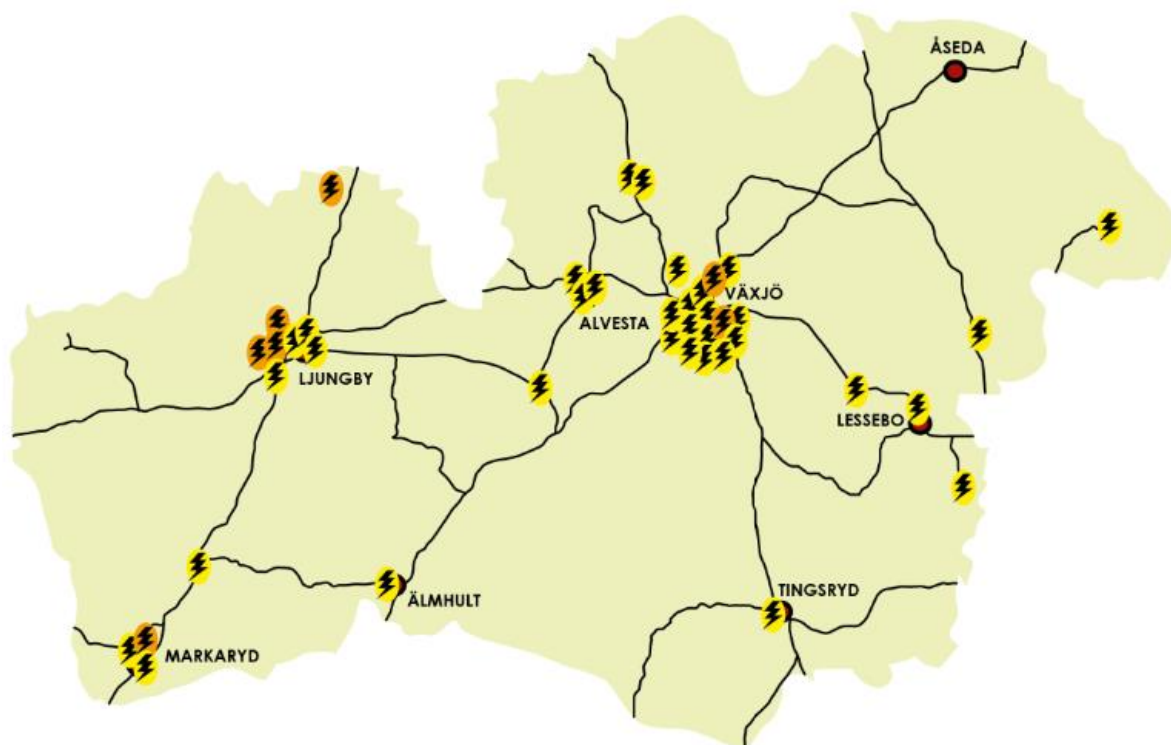 ÅSEDA
VÄXJÖ
ALVESTA
LJUNGBY
LESSEBO
TINGSRYD
ÄLMHULT
MARKARYD